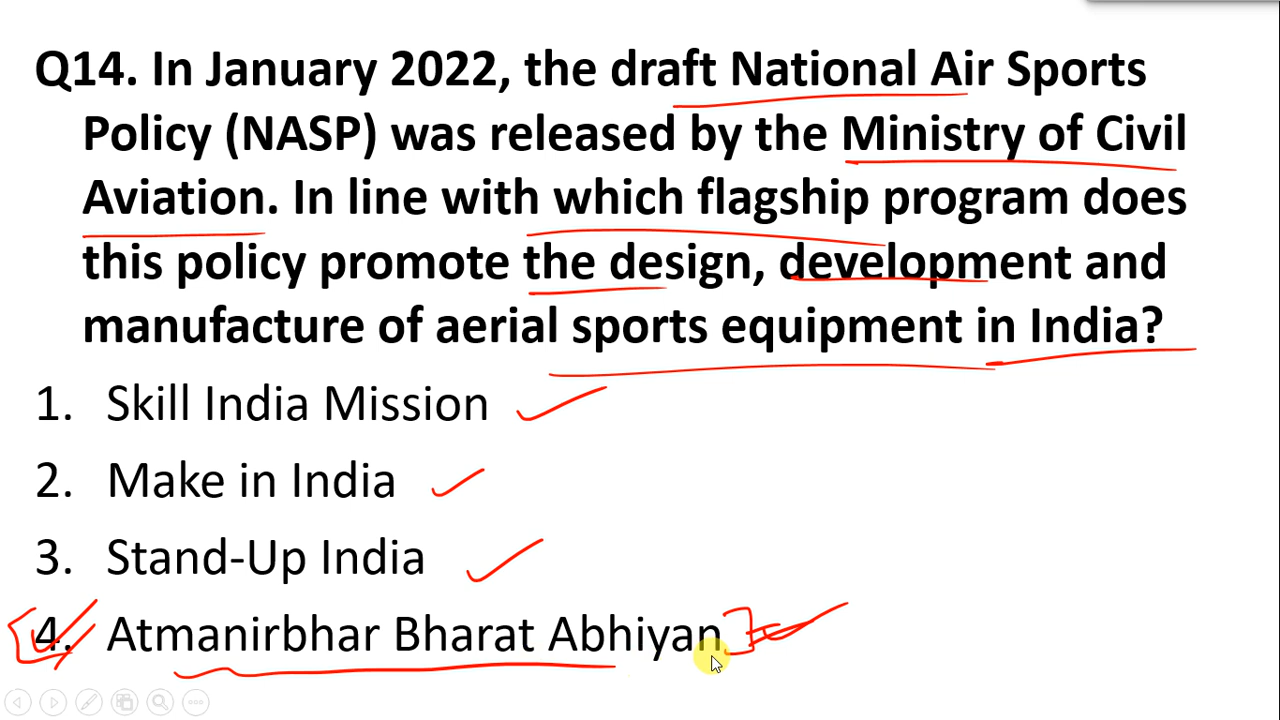 Q14. In January 2022, the draft National Air Sports
Policy (NASP) was released by the Ministry of Civil
Aviation. In line with which flagship program does
this policy promote the design, development and
manufacture of aerial sports equipment in India?
1. Skill India Mission
2. Make in India
3. Stand-Up India
4. Atmanirbhar Bharat Abhiyan